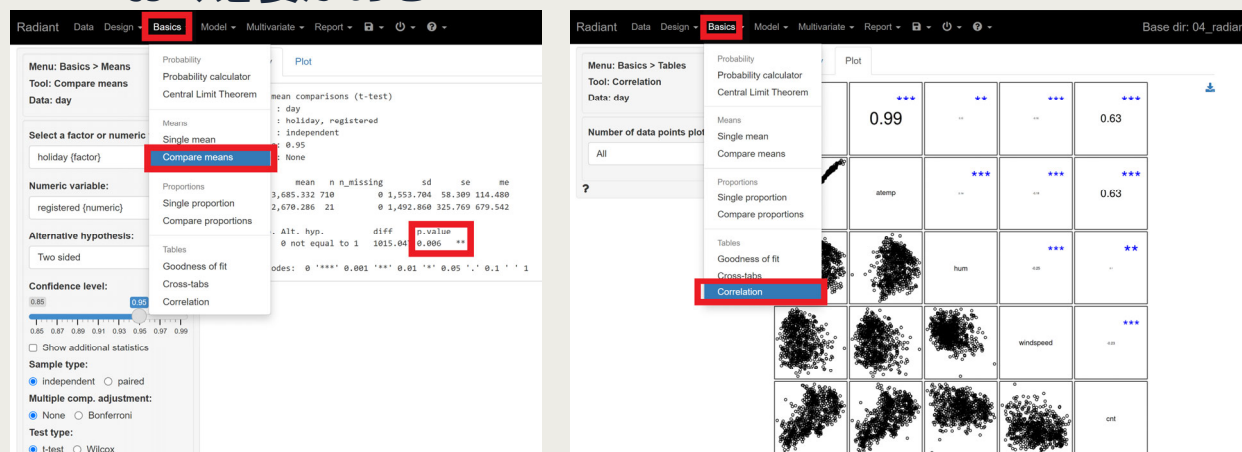 Radiant Data Design Basics Model Multivariate Report
Menu: Basics > Means
Tool: Compare means
Data: day
Select a factor or numeric
holiday {factor}
Numeric variable:
registered {numeric}
Alternative hypothesis:
Two sided
Confidence level:
0.85 0.95
0.85 0.87 0.89 0.91 0.93 0.95 0.97 0.99
Show additional statistics
Sample type:
independent paired
Multiple comp. adjustment:
None Bonferroni
Test type:
t-test Wilcox
Probability
Probability calculator
Central Limit Theorem
Means
Single mean
Compare means
Proportions
Single proportion
Compare proportions
Tables
Goodness of fit
Cross-tabs
Correlation
Plot
mean comparisons (t-test)
: day
: holiday, registered
: independent
: 0.95
: None
mean n n_missing sd se me
3,685.332 710 0 1,553.704 58.309 114.480
2,670.286 21 0 1,492.860 325.769 679.542
. Alt. hyp. diff p.value
0 not equal to 1 1015.047 0.006 **
odes: 0 '***' 0.001 '**' 0.01 '*' 0.05 '.' 0.1 ' ' 1
Radiant Data Design Basics Model Multivariate Report Base dir: 04_radian
Menu: Basics > Tables
Tool: Correlation
Data: day
Number of data points plot
All
?
Probability
Probability calculator
Central Limit Theorem
Means
Single mean
Compare means
Proportions
Single proportion
Compare proportions
Tables
Goodness of fit
Cross-tabs
Correlation
Plot
*** ** *** ***
0.99 0.63
*** *** ***
atemp 0.63
*** **
hum
***
windspeed
cnt